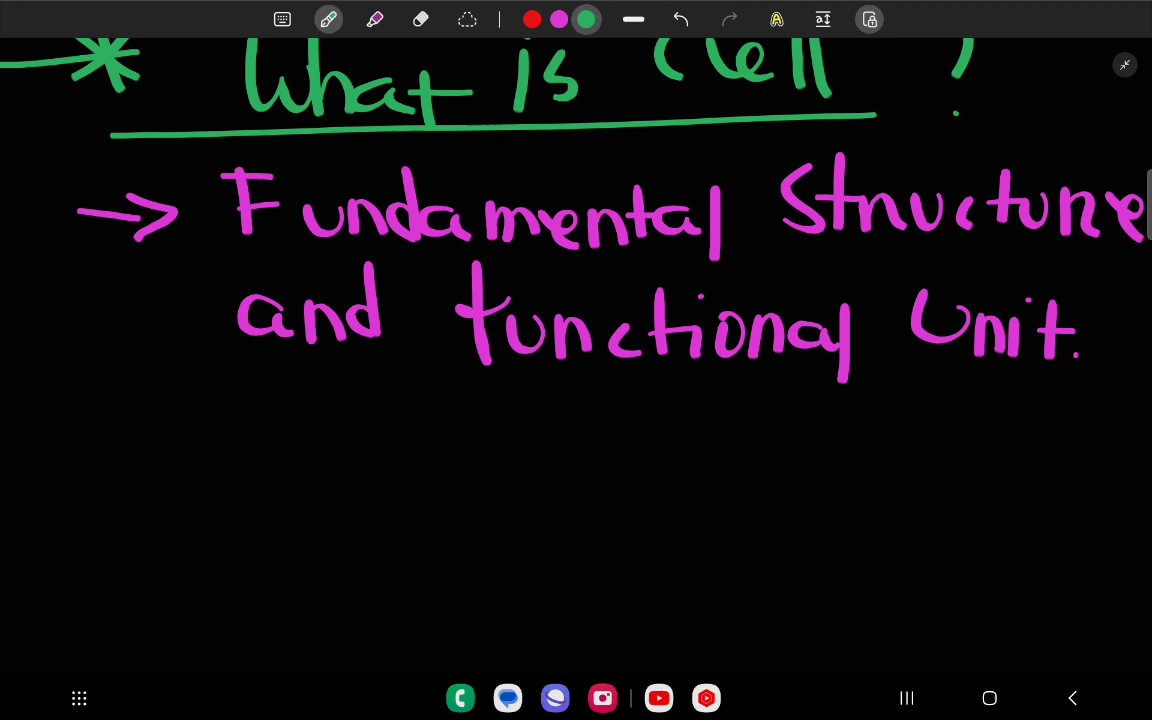 * What is Cell ?
→ Fundamental Structure
and functional Unit.